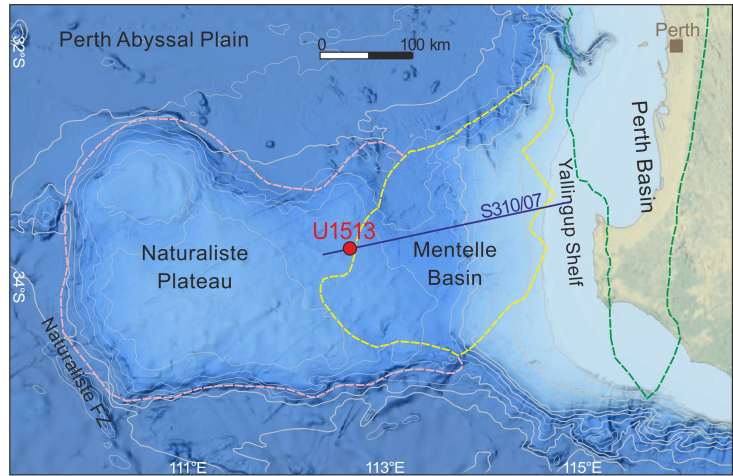 Perth Abyssal Plain
0 100 km
Perth
32°S
Perth Basin
Yallingup Shelf
S310/07
U1513
Naturaliste
Plateau
Mentelle
Basin
34°S
Naturaliste FZ
111°E 113°E 115°E